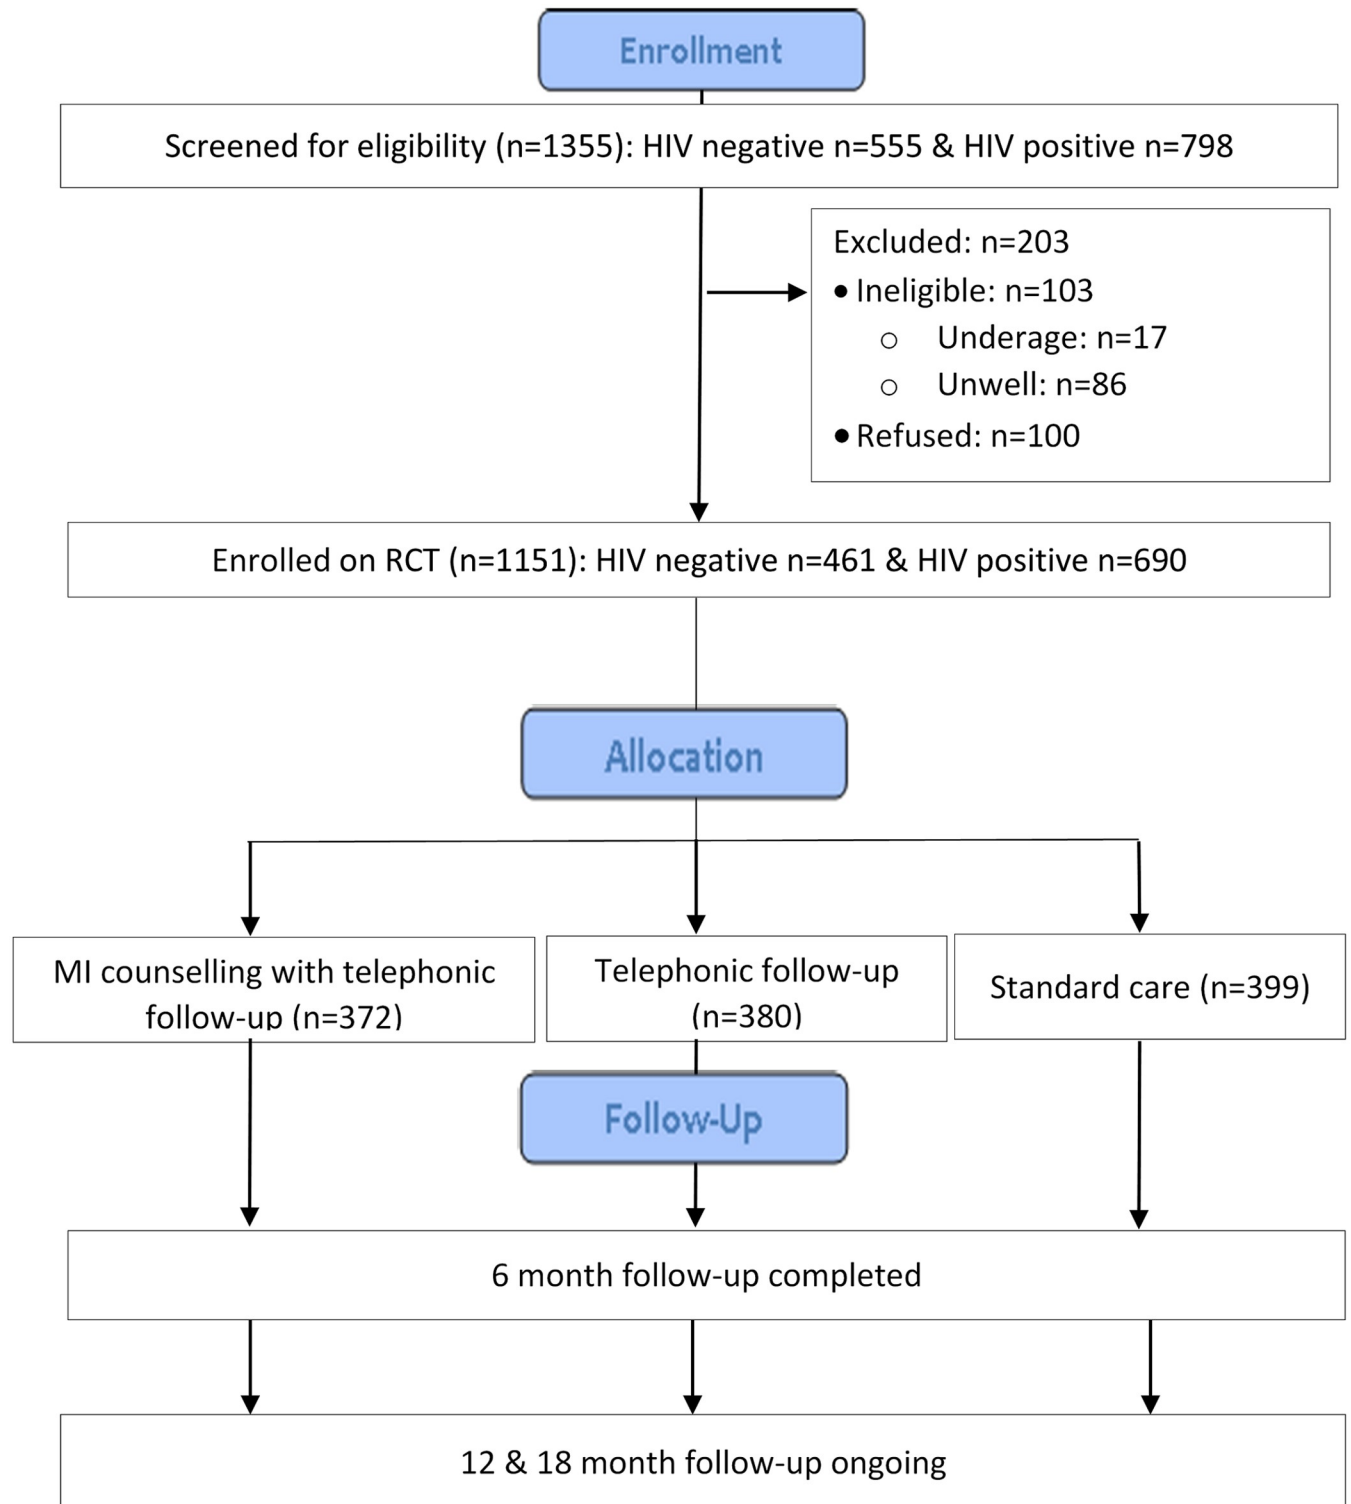 Enrollment
Screened for eligibility (n=1355): HIV negative n=555 & HIV positive n=798
Excluded: n=203
● Ineligible: n=103
○ Underage: n=17
○ Unwell: n=86
● Refused: n=100
Enrolled on RCT (n=1151): HIV negative n=461 & HIV positive n=690
Allocation
MI counselling with telephonic
follow-up (n=372)
Telephonic follow-up
(n=380)
Standard care (n=399)
Follow-Up
6 month follow-up completed
12 & 18 month follow-up ongoing